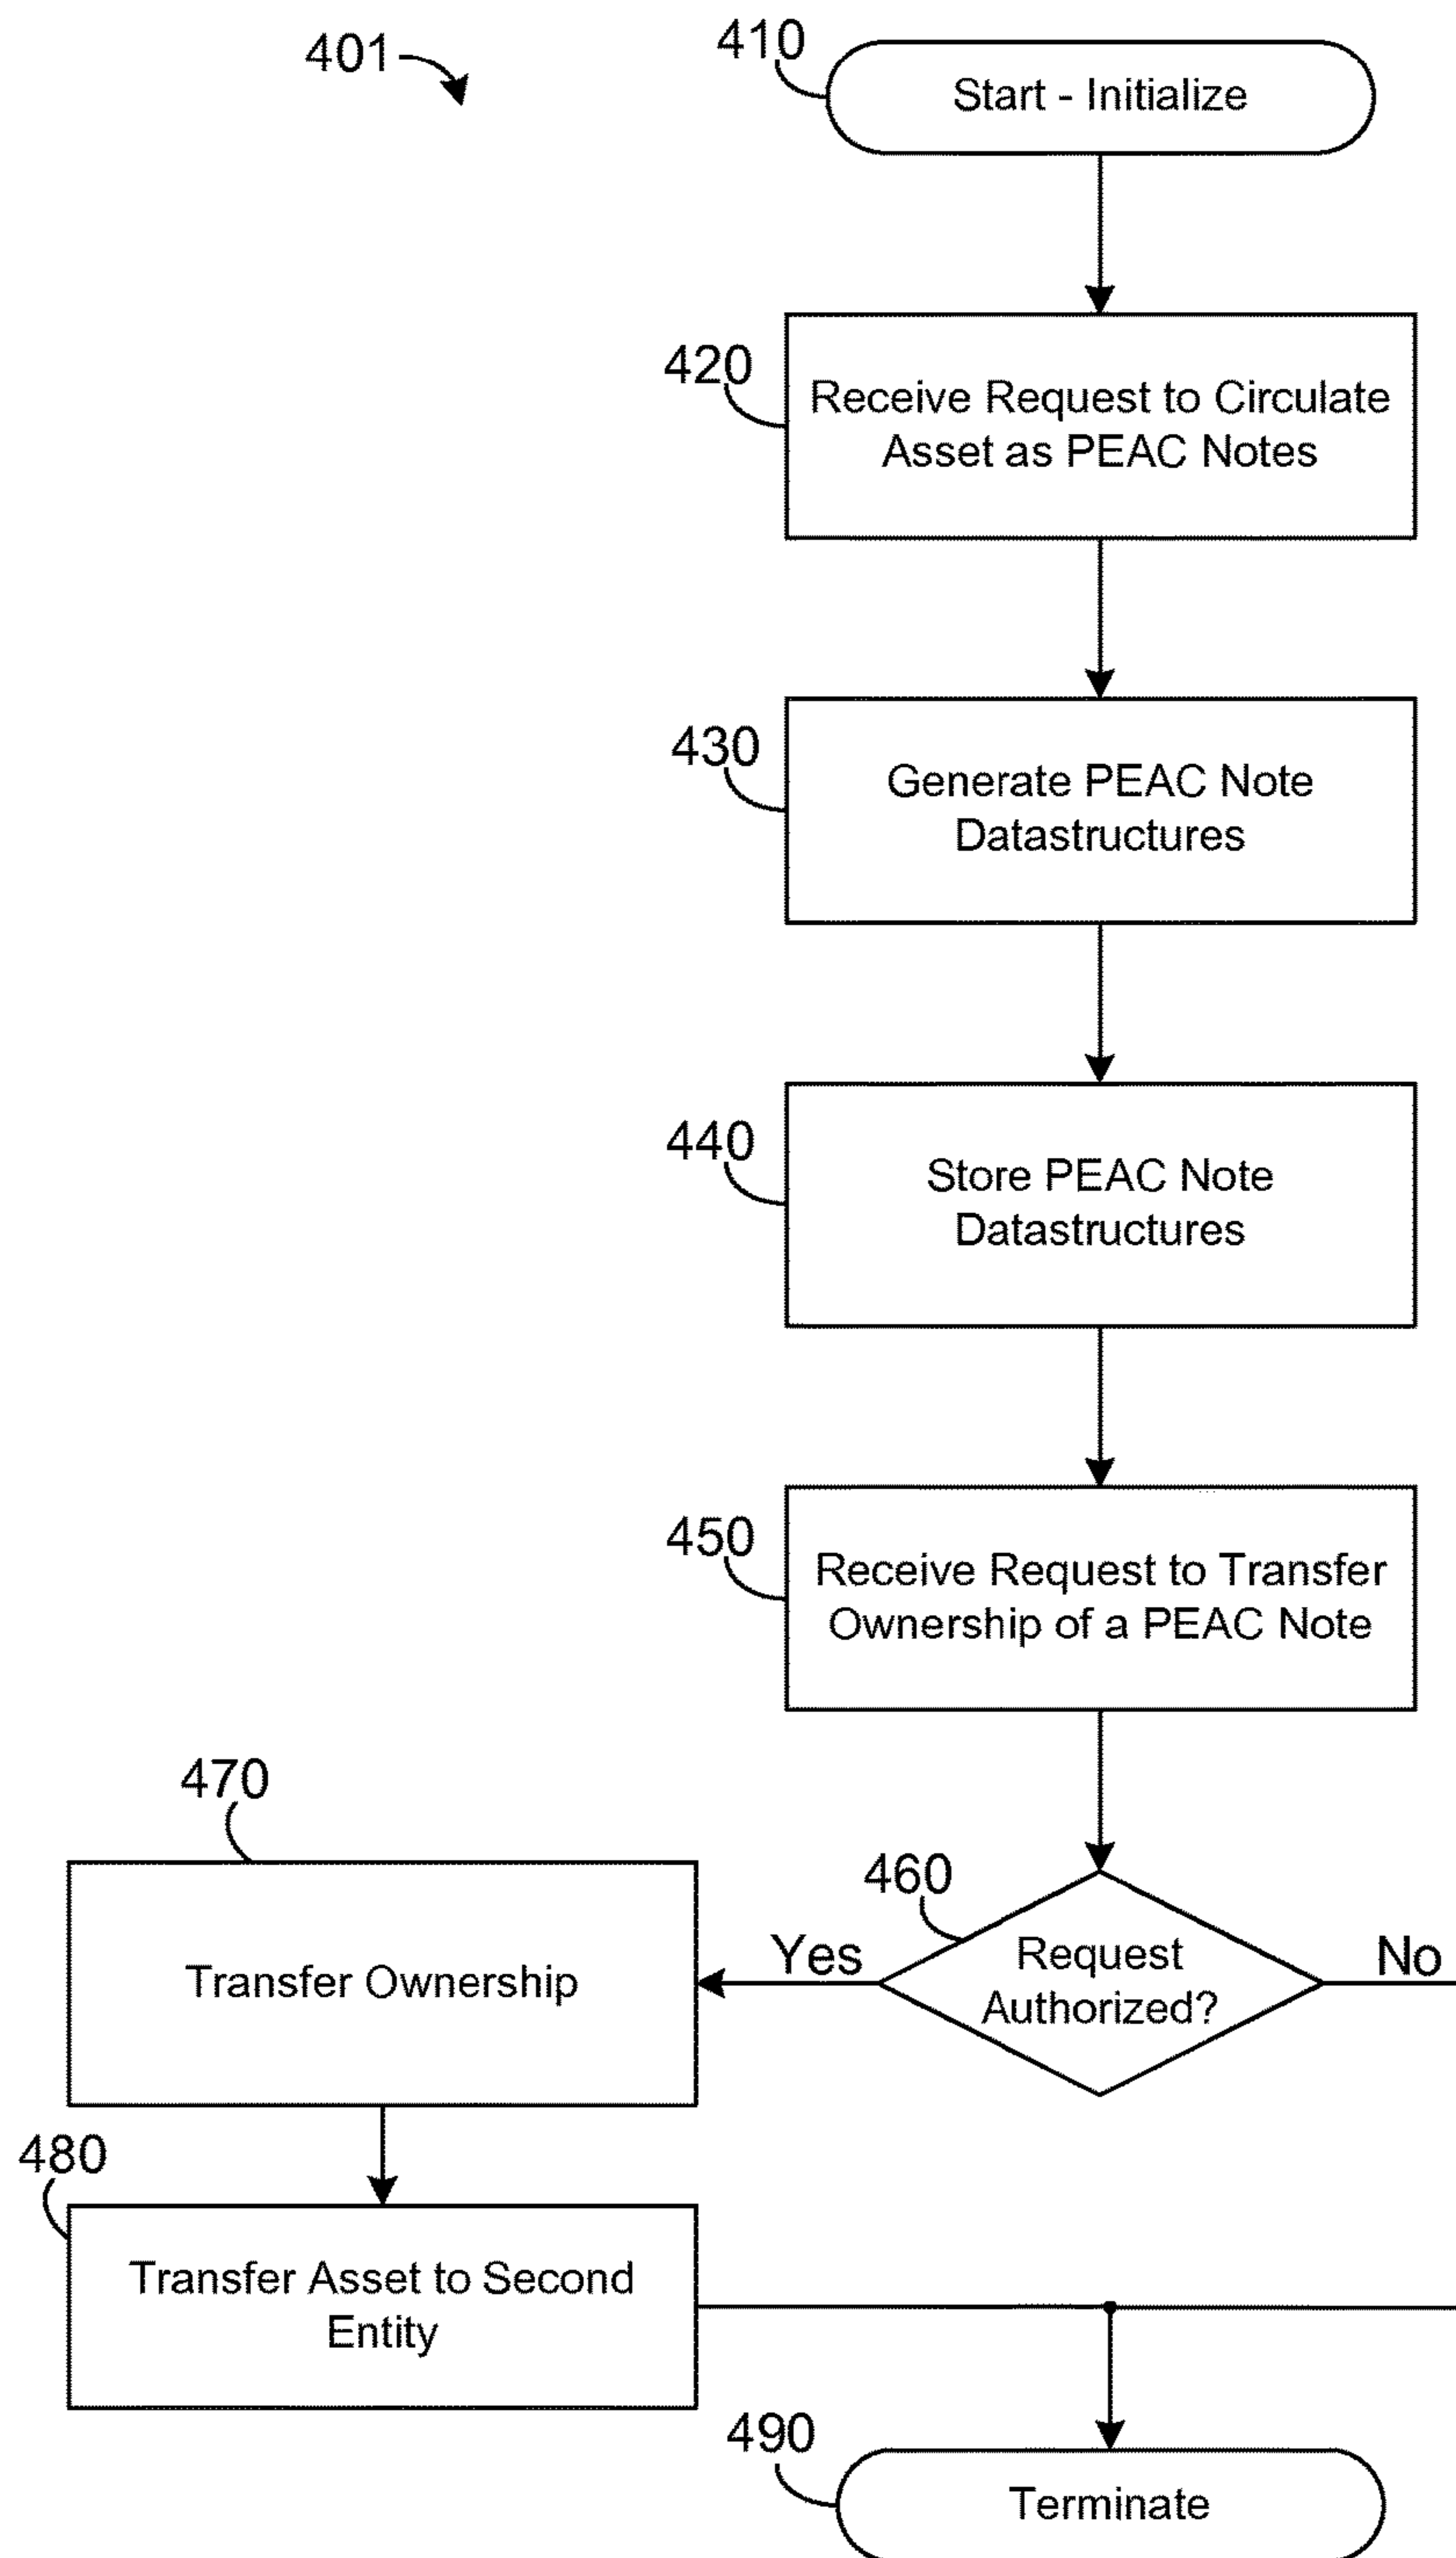 401
410
Start - Initialize
420
Receive Request to Circulate
Asset as PEAC Notes
430
Generate PEAC Note
Datastructures
440
Store PEAC Note
Datastructures
450
Receive Request to Transfer
Ownership of a PEAC Note
470
460
Yes
Request
Authorized?
No
Transfer Ownership
480
Transfer Asset to Second
Entity
490
Terminate